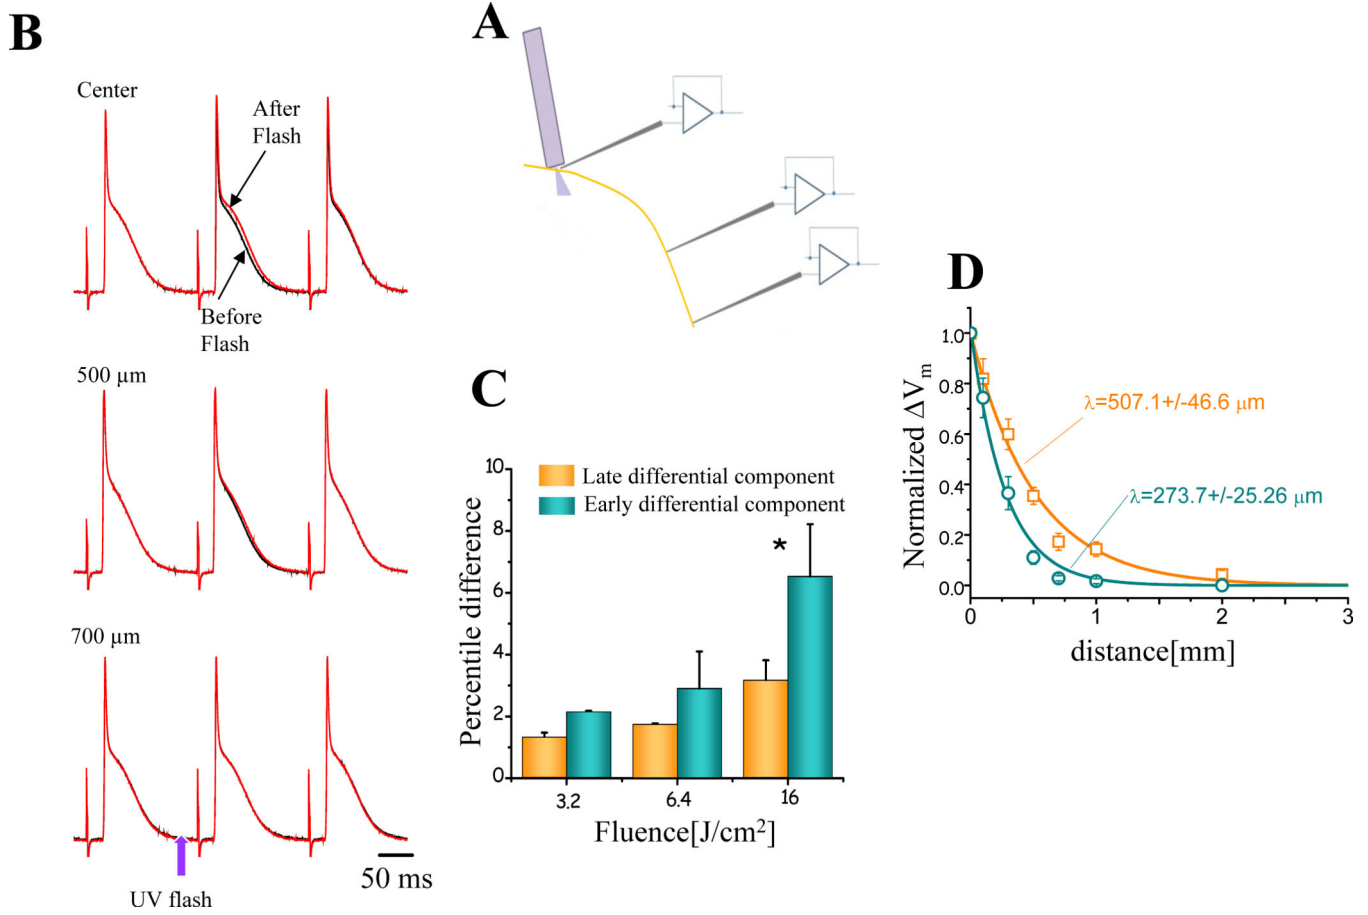 B
Center
After
Flash
Before
Flash
500 µm
700 µm
50 ms
UV flash
A
C
10
8
6
4
2
0
Percentile difference
Late differential component
Early differential component
*
3.2
6.4
16
Fluence[J/cm²]
D
1.0
0.8
0.6
0.4
0.2
0.0
Normalized ΔVm
λ=507.1+/-46.6 µm
λ=273.7+/-25.26 µm
0
1
2
3
distance[mm]